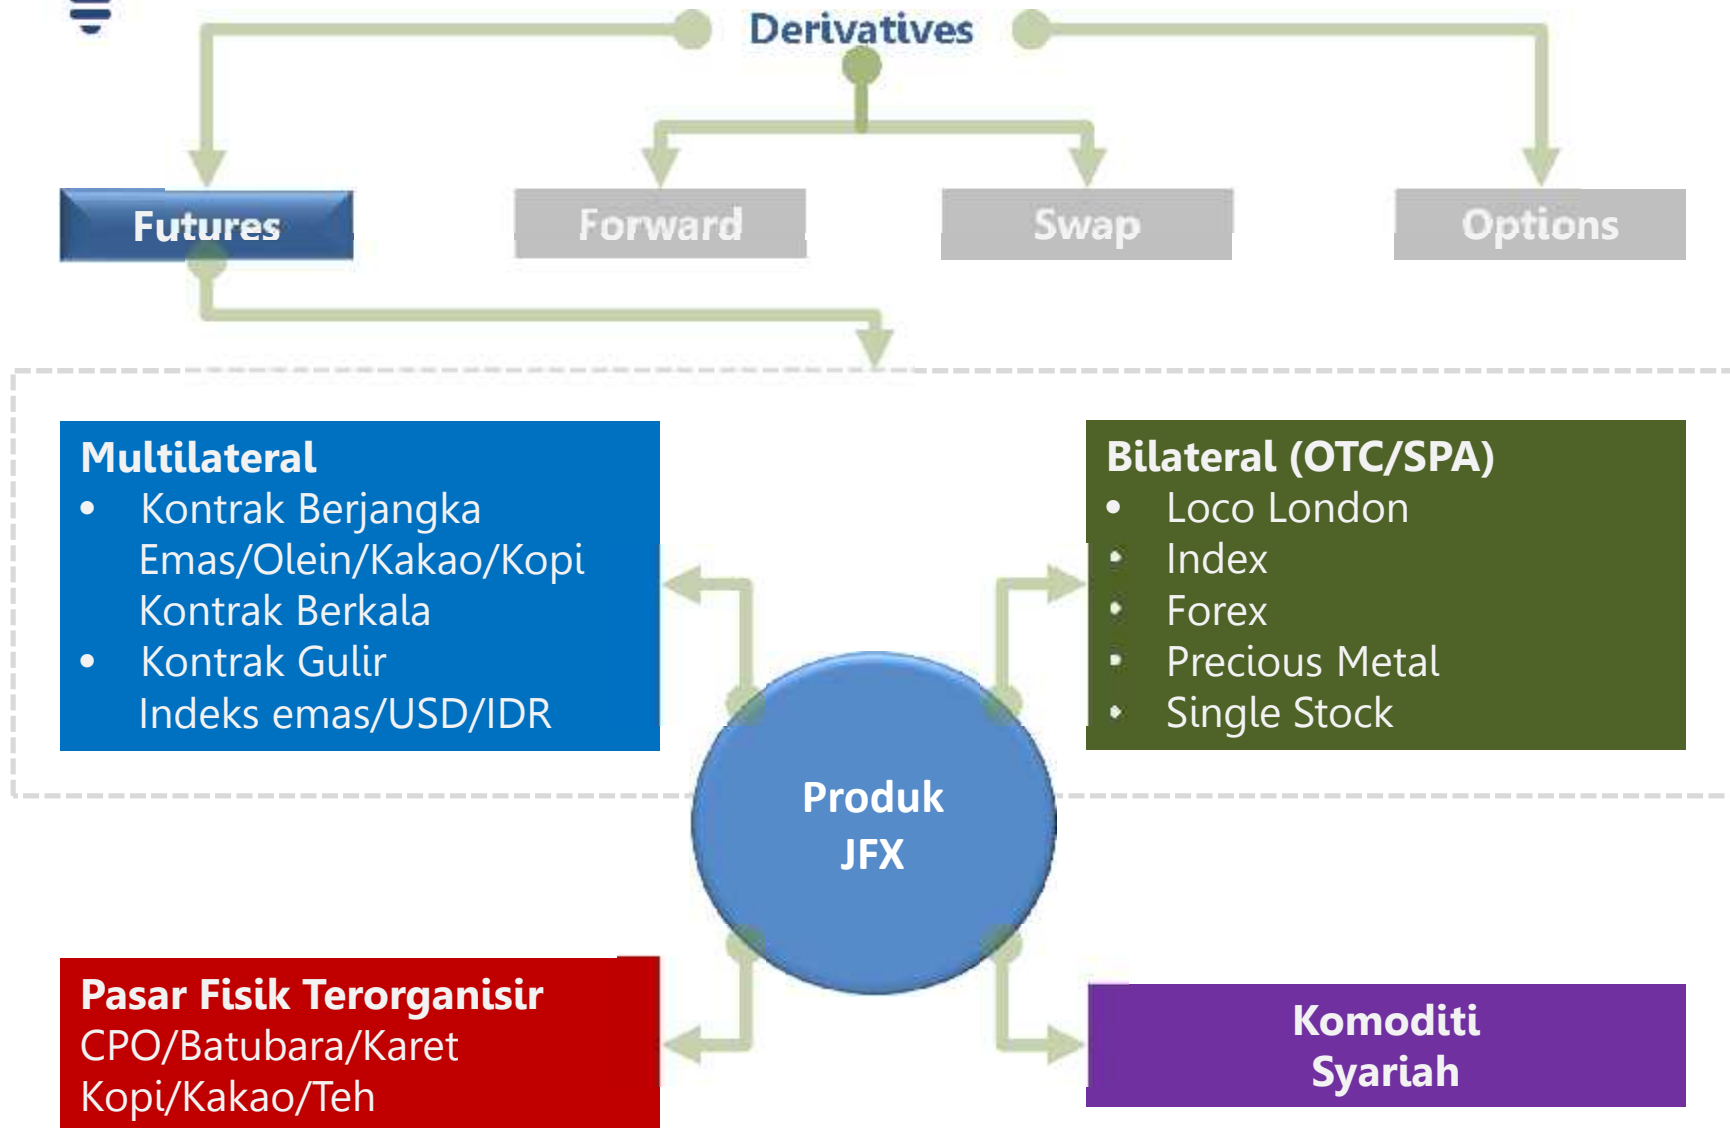 Derivatives
Futures
Forward
Swap
Options
Multilateral
• Kontrak Berjangka
Emas/Olein/Kakao/Kopi
Kontrak Berkala
• Kontrak Gulir
Indeks emas/USD/IDR
Bilateral (OTC/SPA)
• Loco London
• Index
• Forex
• Precious Metal
• Single Stock
Produk
JFX
Pasar Fisik Terorganisir
CPO/Batubara/Karet
Kopi/Kakao/Teh
Komoditi
Syariah